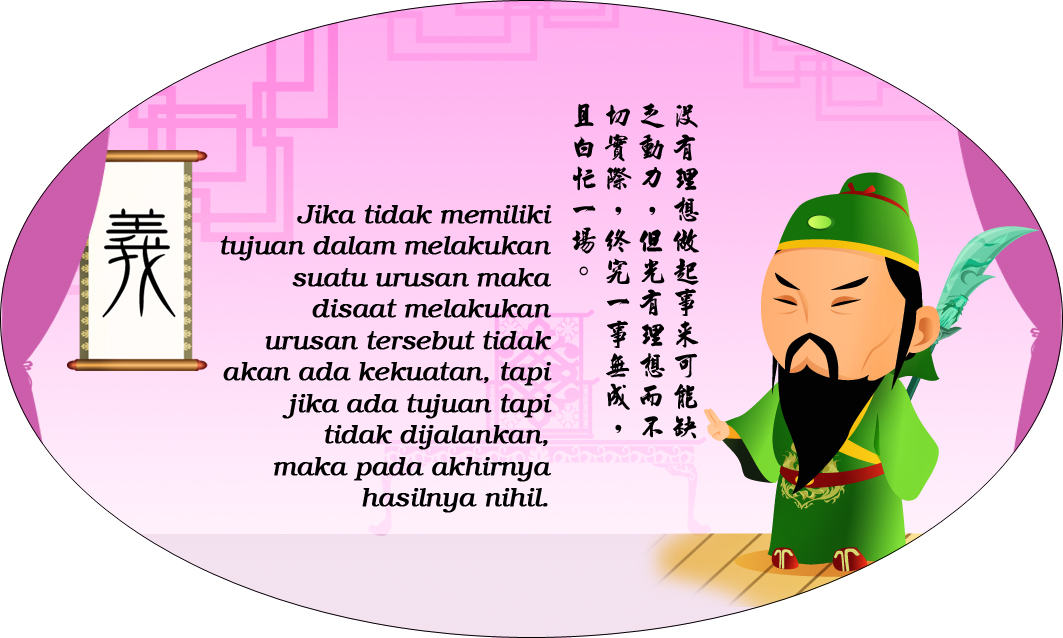 義
没有理想做起事来可能缺
乏動力，但光有理想而不
切實際，終究一事無成，
且白忙一場。
Jika tidak memiliki
tujuan dalam melakukan
suatu urusan maka
disaat melakukan
urusan tersebut tidak
akan ada kekuatan, tapi
jika ada tujuan tapi
tidak dijalankan,
maka pada akhirnya
hasilnya nihil.